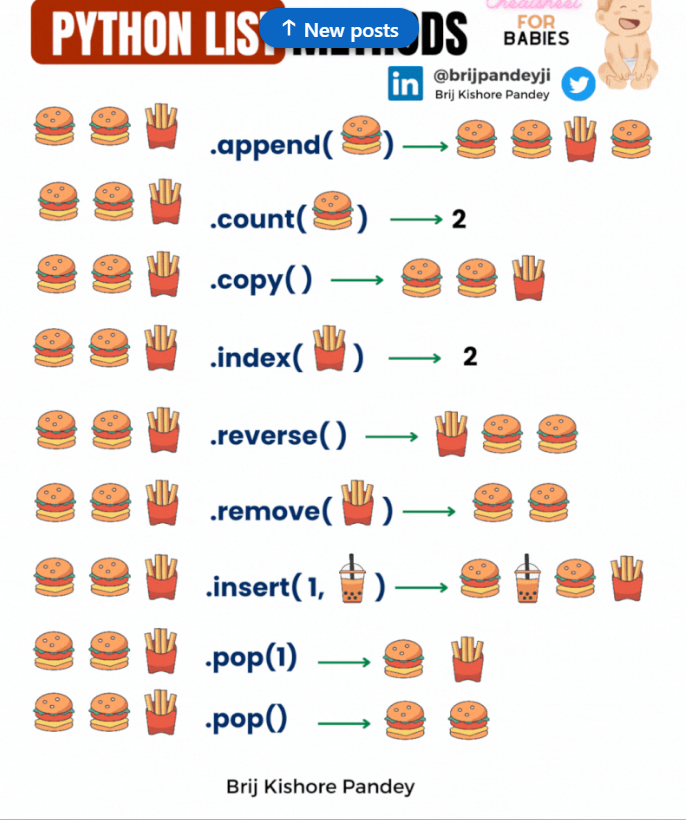 Cheatsheet
PYTHON LIST METHODS
↑ New posts
FOR
BABIES
in @brijpandeyji
Brij Kishore Pandey
.append( ) →
.count( ) → 2
.copy( ) →
.index( ) → 2
.reverse( ) →
.remove( ) →
.insert( 1, ) →
.pop(1) →
.pop() →
Brij Kishore Pandey